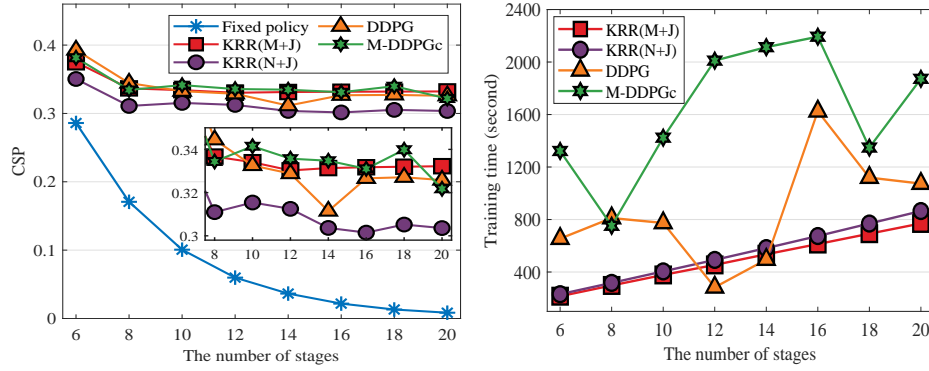 Fixed policy
KRR(M+J)
KRR(N+J)
DDPG
M-DDPGc
0.4
0.3
0.2
0.1
0
CSP
0.34
0.32
0.3
8 10 12 14 16 18 20
6 8 10 12 14 16 18 20
The number of stages
2400
2000
1600
1200
800
400
Training time (second)
KRR(M+J)
KRR(N+J)
DDPG
M-DDPGc
6 8 10 12 14 16 18 20
The number of stages